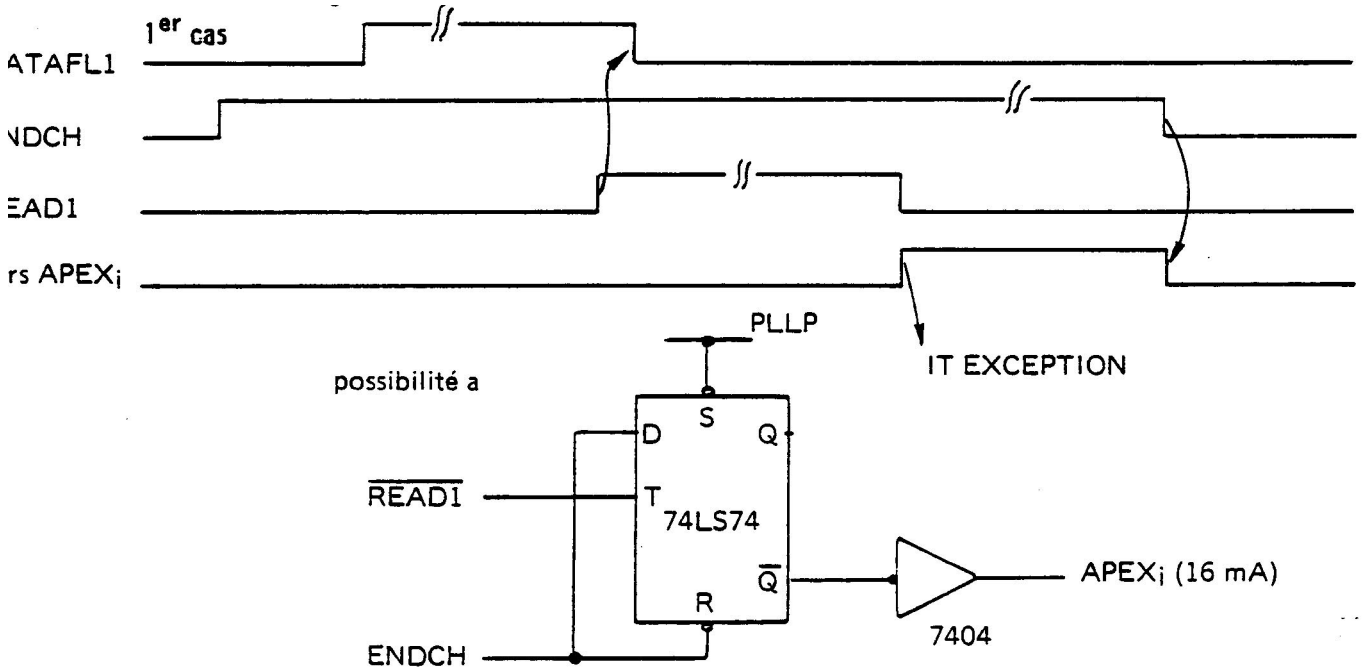 1er cas
ATAFL1
NDCH
EAD1
rs APEXi
IT EXCEPTION
PLLP
possibilité a
S
D
Q
READ1
T
74LS74
Q
APEXi (16 mA)
R
7404
ENDCH